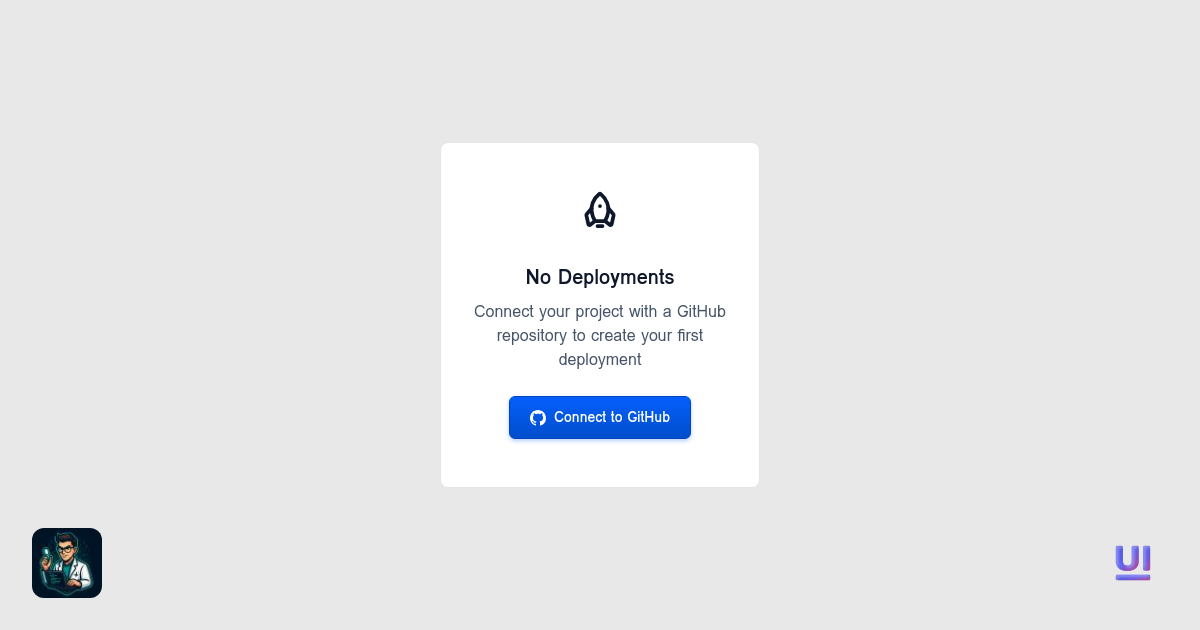 No Deployments
Connect your project with a GitHub
repository to create your first
deployment
Connect to GitHub
UI